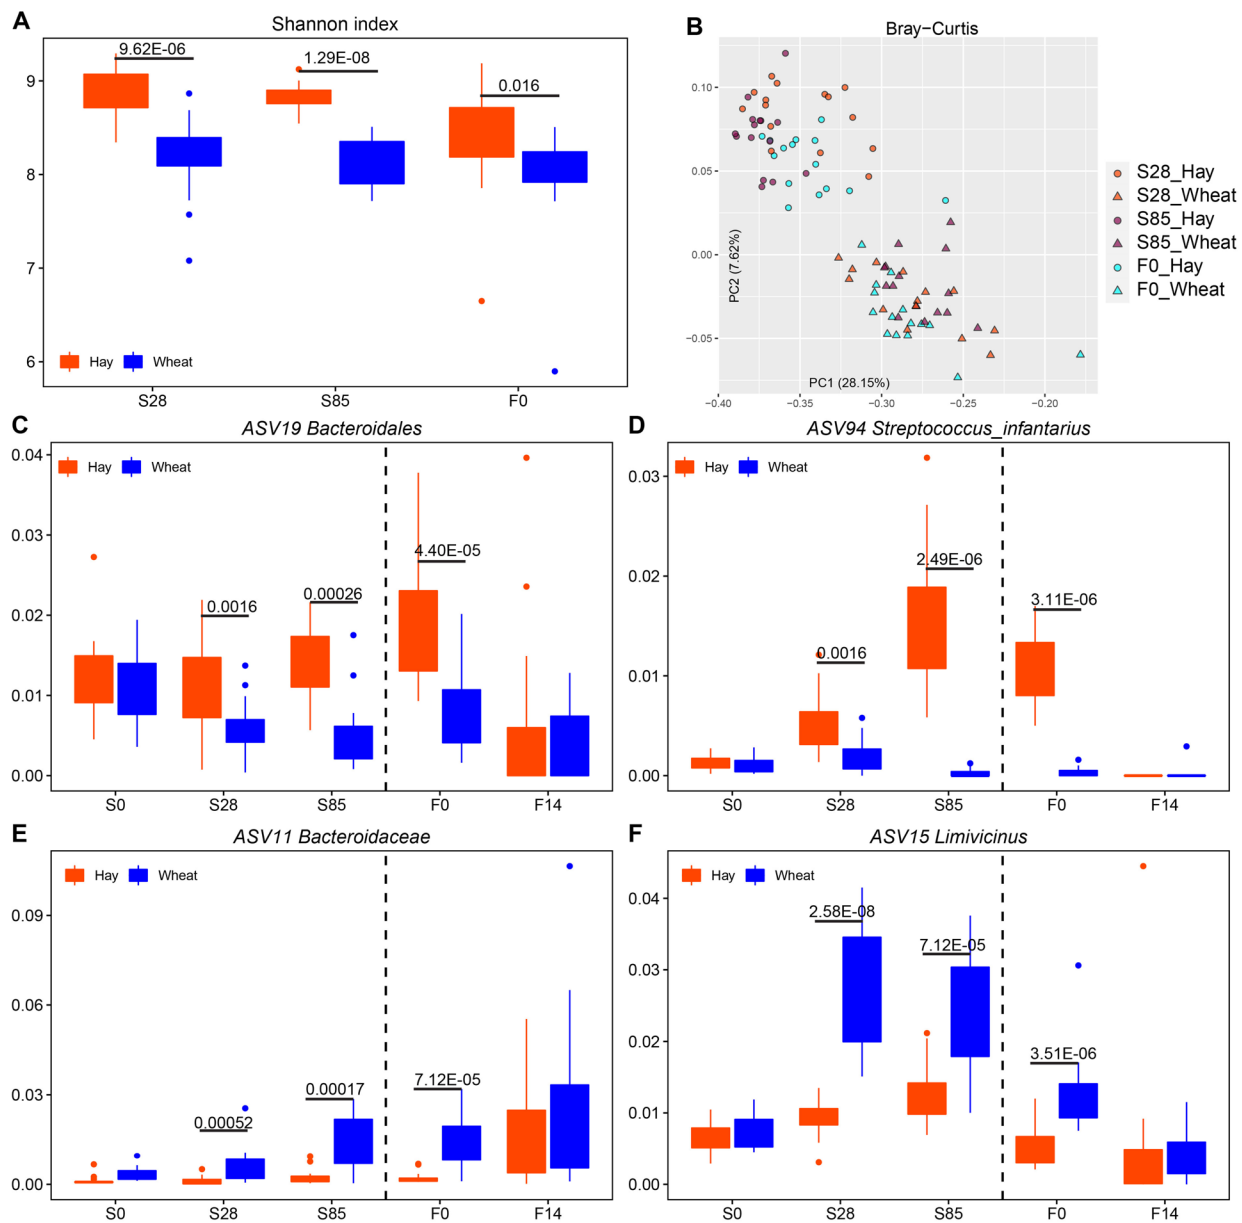 A
Shannon index
9.62E-06
1.29E-08
0.016
9
8
7
6
Hay
Wheat
S28
S85
F0
B
Bray−Curtis
0.10
0.05
0.00
−0.05
PC2 (7.62%)
PC1 (28.15%)
−0.40
−0.35
−0.30
−0.25
−0.20
S28_Hay
S28_Wheat
S85_Hay
S85_Wheat
F0_Hay
F0_Wheat
C
ASV19 Bacteroidales
0.04
0.03
0.02
0.01
0.00
Hay
Wheat
0.0016
0.00026
4.40E-05
S0
S28
S85
F0
F14
D
ASV94 Streptococcus_infantarius
0.03
0.02
0.01
0.00
Hay
Wheat
0.0016
2.49E-06
3.11E-06
S0
S28
S85
F0
F14
E
ASV11 Bacteroidaceae
0.09
0.06
0.03
0.00
Hay
Wheat
0.00052
0.00017
7.12E-05
S0
S28
S85
F0
F14
F
ASV15 Limivicinus
0.04
0.03
0.02
0.01
0.00
Hay
Wheat
2.58E-08
7.12E-05
3.51E-06
S0
S28
S85
F0
F14